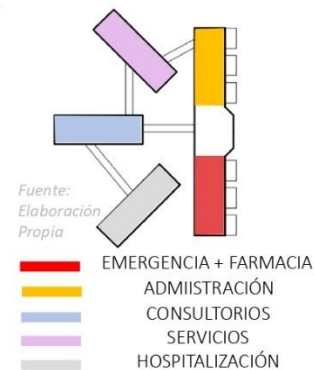 Fuente:
Elaboración
Propia
EMERGENCIA + FARMACIA
ADMIISTRACIÓN
CONSULTORIOS
SERVICIOS
HOSPITALIZACIÓN